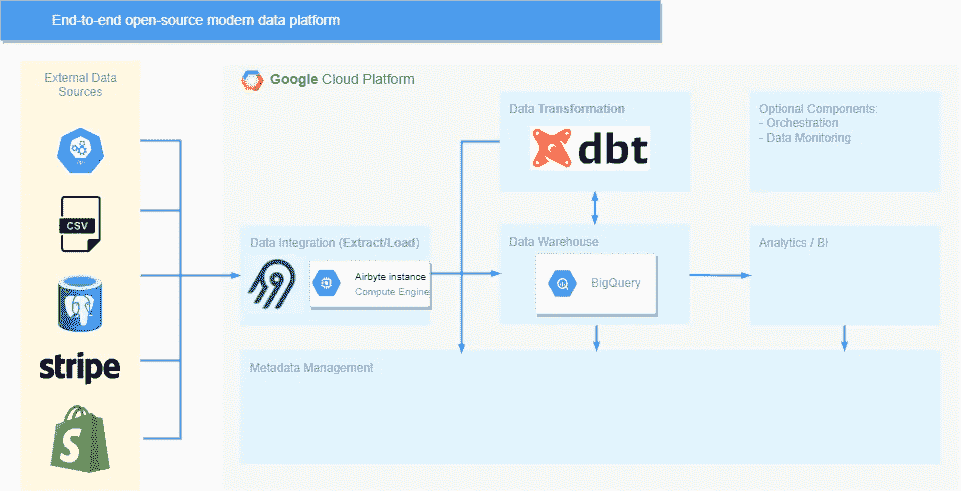 End-to-end open-source modern data platform
External Data
Sources
Google Cloud Platform
Data Transformation
dbt
Optional Components:
- Orchestration
- Data Monitoring
CSV
Data Integration (Extract/Load)
Airbyte instance
Compute Engine
Data Warehouse
BigQuery
Analytics / BI
stripe
Metadata Management